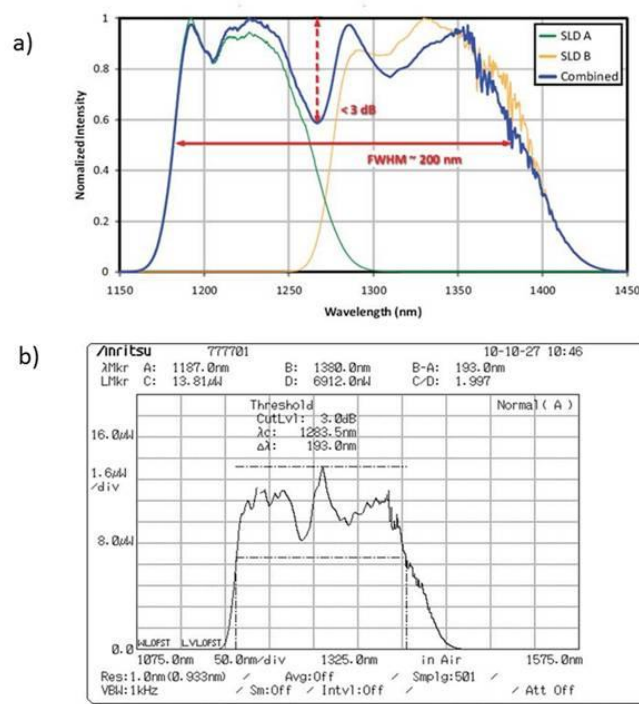 a)
Nomalized Intensity
1
0.8
0.6
0.4
0.2
0
SLD A
SLD B
Combined
< 3 dB
FWHM ~ 200 nm
1150 1200 1250 1300 1350 1400 1450
Wavelength (nm)
b)
Anritsu 777701 10-10-27 10:46
λMkr A: 1187.0nm B: 1380.0nm B-A: 193.0nm
LMkr C: 13.81μW D: 6912.0nW C/D: 1.997
Threshold Normal(A)
CutLvl: 3.0dB
λc: 1283.5nm
Δλ: 193.0nm
16.0μW
1.6μW
/div
8.0μW
0.0
WLOFST LVLOFST
1075.0nm 50.0nm/div 1325.0nm in Air 1575.0nm
Res:1.0nm(0.933nm) / Avg:Off / Smplg:501 /
VBW:1kHz / Sm:Off / Intvl:Off / / Att Off